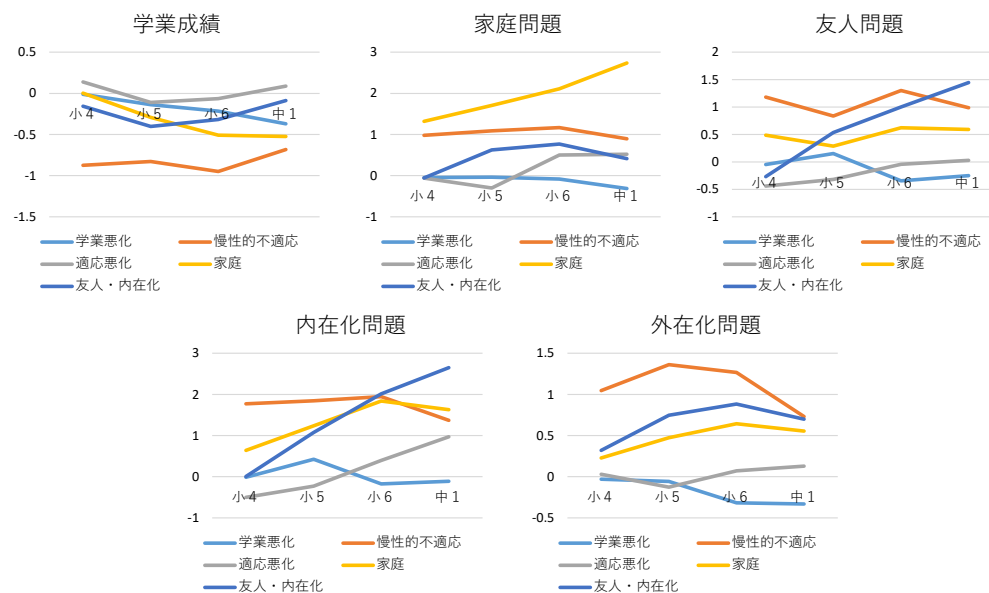 学業成績
0.5
0
-0.5
-1
-1.5
小４
小５
小６
中１
学業悪化
慢性的不適応
適応悪化
家庭
友人・内在化
家庭問題
3
2
1
0
-1
小４
小５
小６
中１
学業悪化
慢性的不適応
適応悪化
家庭
友人・内在化
友人問題
2
1.5
1
0.5
0
-0.5
-1
小４
小５
小６
中１
学業悪化
慢性的不適応
適応悪化
家庭
友人・内在化
内在化問題
3
2
1
0
-1
小４
小５
小６
中１
学業悪化
慢性的不適応
適応悪化
家庭
友人・内在化
外在化問題
1.5
1
0.5
0
-0.5
小４
小５
小６
中１
学業悪化
慢性的不適応
適応悪化
家庭
友人・内在化